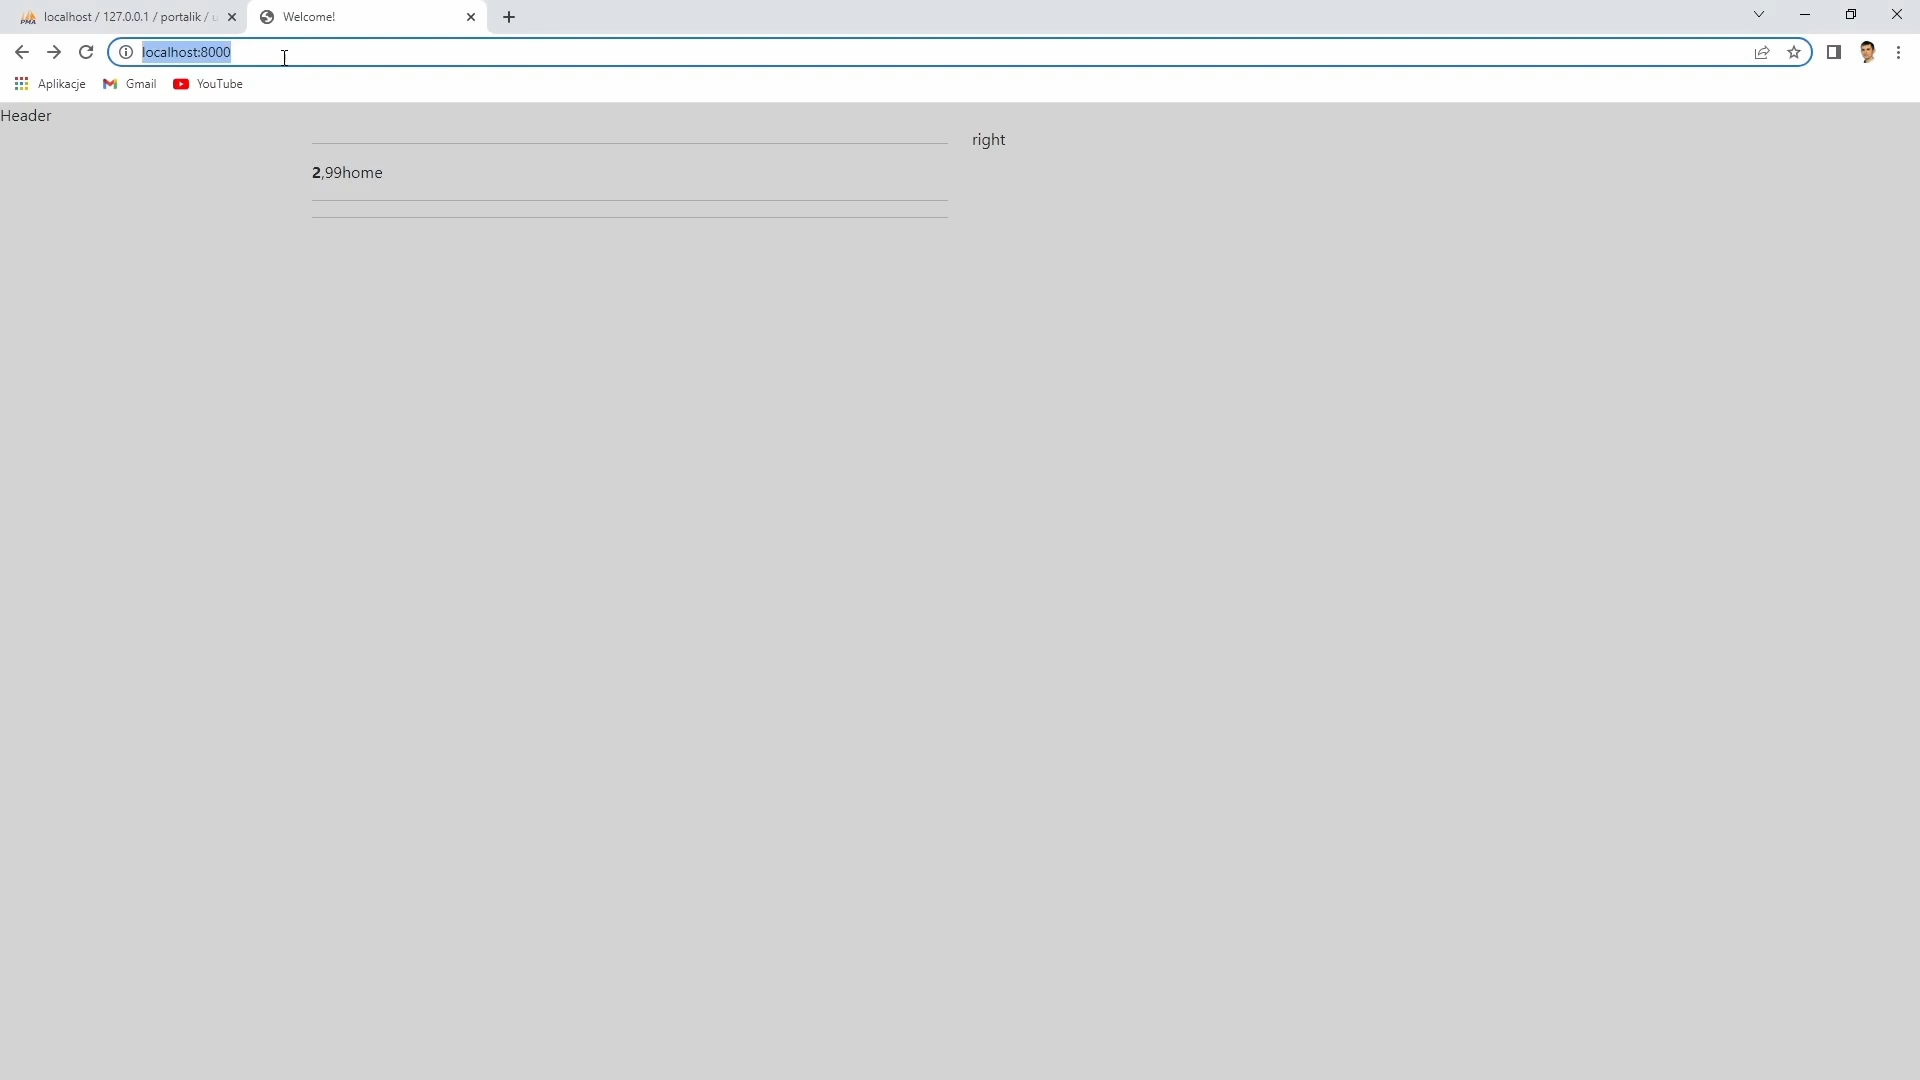 localhost / 127.0.0.1 / portalik /
Welcome!
localhost:8000
Aplikacje
Gmail
YouTube
Header
right
2,99home